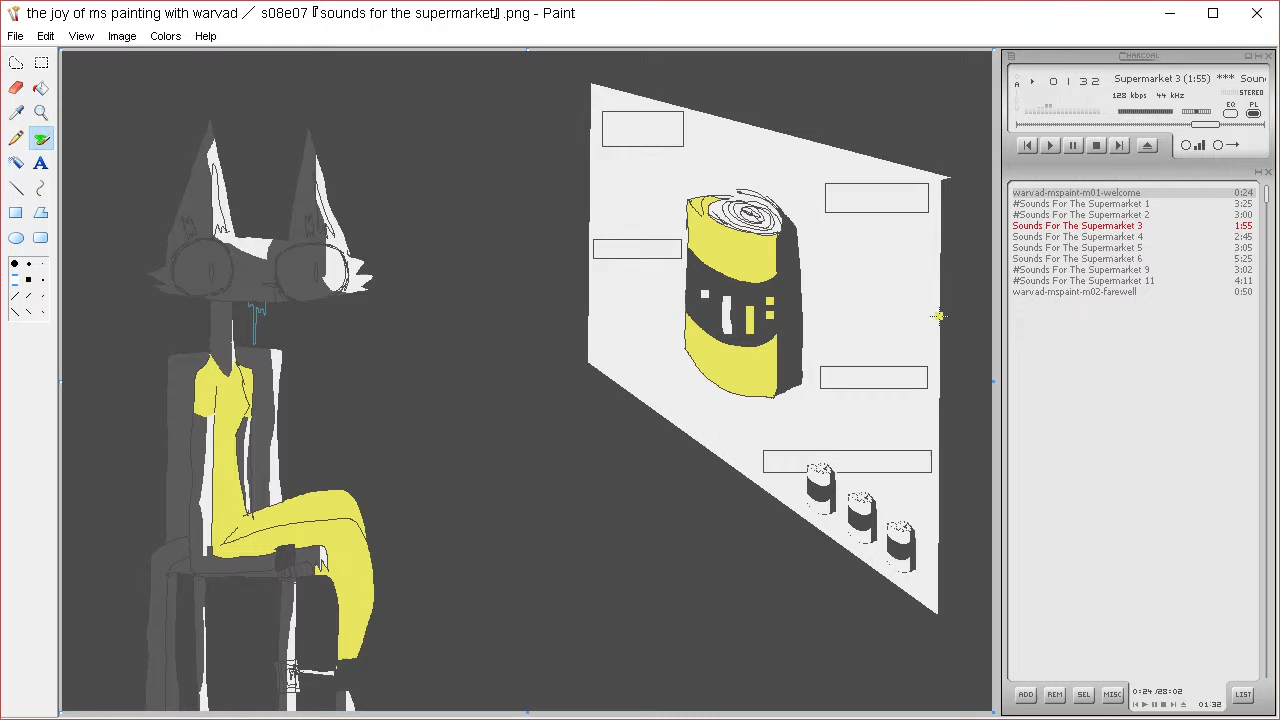 the joy of ms painting with warvad ／ s08e07『sounds for the supermarket』.png - Paint
File Edit View Image Colors Help
A
CHARCOAL
A
01 32
Supermarket 3 (1:55) *** Soun
128 kbps 44 kHz
STEREO
EQ PL
warvad-mspaint-m01-welcome 0:24
#Sounds For The Supermarket 1 3:25
#Sounds For The Supermarket 2 3:00
Sounds For The Supermarket 3 1:55
Sounds For The Supermarket 4 2:45
Sounds For The Supermarket 5 3:05
Sounds For The Supermarket 6 5:25
#Sounds For The Supermarket 9 3:02
#Sounds For The Supermarket 11 4:11
warvad-mspaint-m02-farewell 0:50
ADD REM SEL MISC 0:24/28:02 01:32 LIST